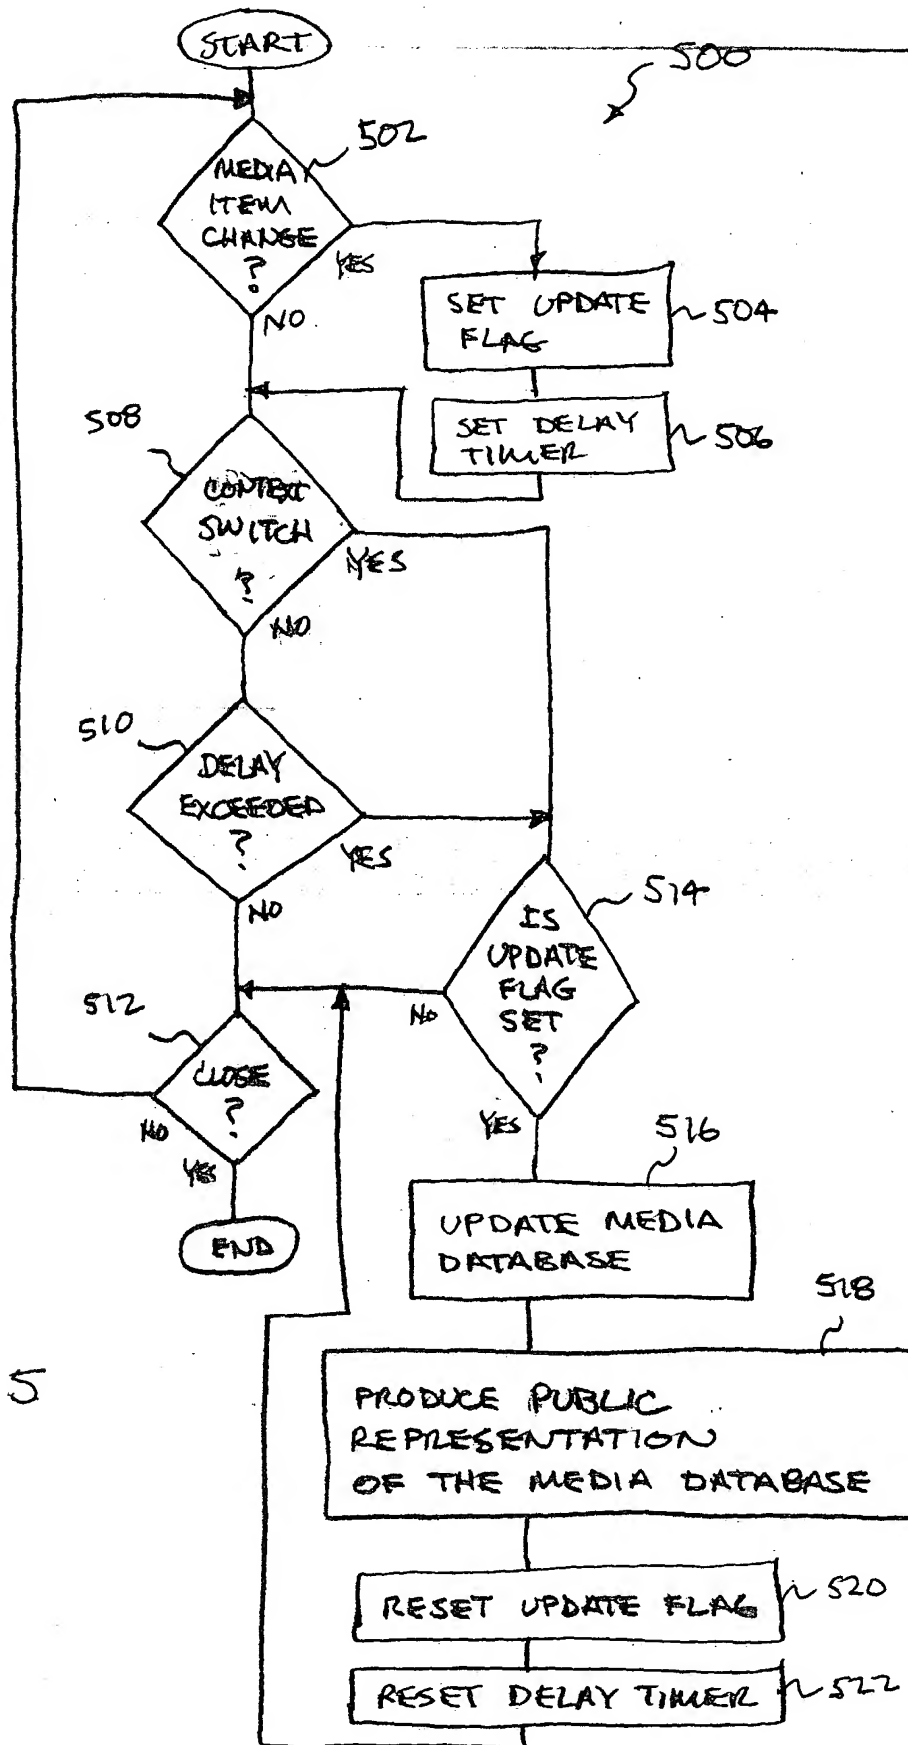 START
500
502
MEDIA
ITEM
CHANGE
?
YES
NO
SET UPDATE
FLAG
504
SET DELAY
TIMER
506
508
CONTEXT
SWITCH
?
YES
NO
510
DELAY
EXCEEDED
?
YES
NO
514
IS
UPDATE
FLAG
SET
?
NO
YES
512
CLOSE
?
NO
YES
END
516
UPDATE MEDIA
DATABASE
518
PRODUCE PUBLIC
REPRESENTATION
OF THE MEDIA DATABASE
5
RESET UPDATE FLAG
520
RESET DELAY TIMER
522